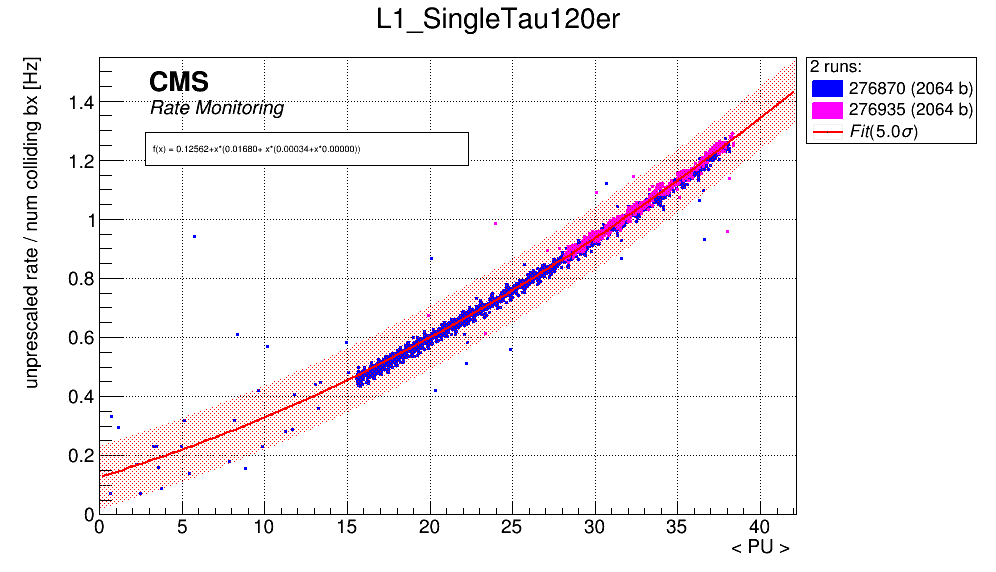 L1_SingleTau120er
unprescaled rate / num colliding bx [Hz]
CMS
Rate Monitoring
f(x) = 0.12562+x*(0.01680+ x*(0.00034+x*0.00000))
2 runs:
276870 (2064 b)
276935 (2064 b)
Fit(5.0σ)
1.4
1.2
1
0.8
0.6
0.4
0.2
0
0 5 10 15 20 25 30 35 40
< PU >